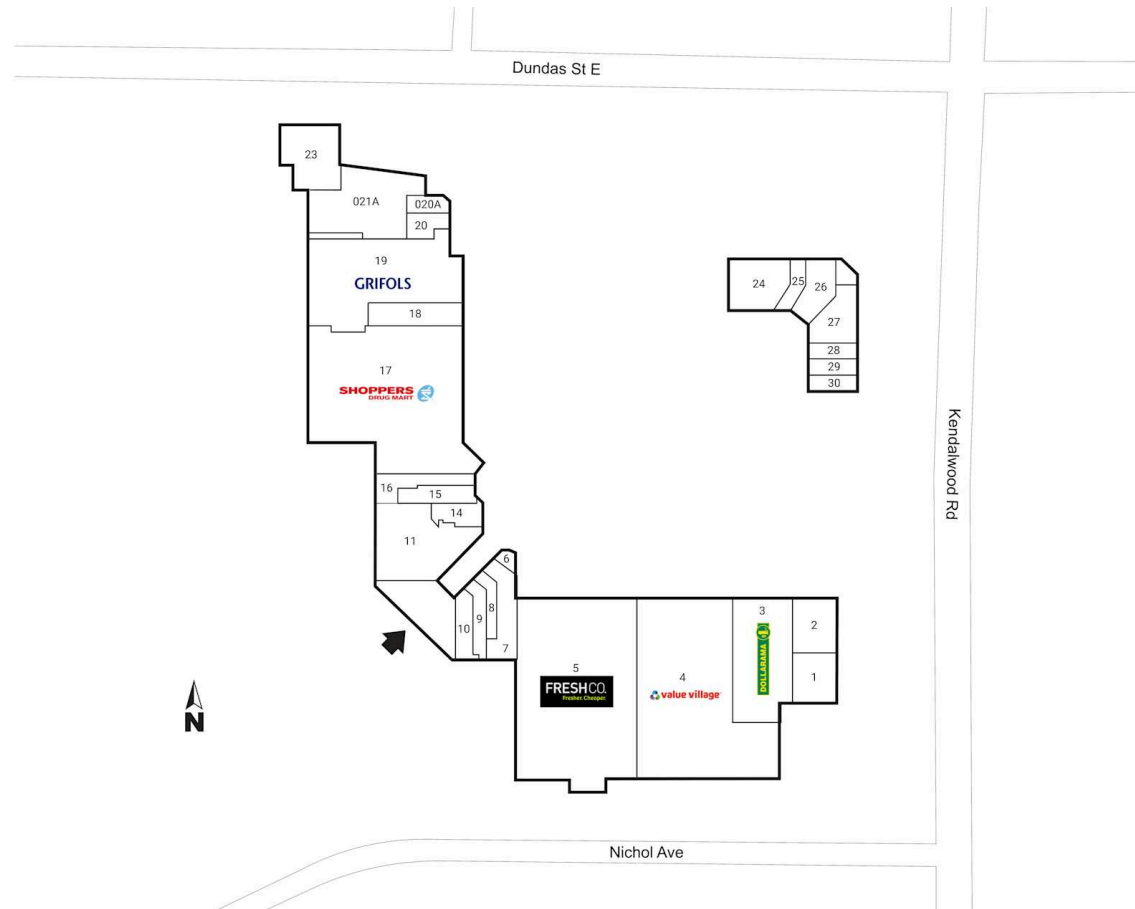 Dundas St E
23
021A
020A
20
19
GRIFOLS
18
17
SHOPPERS
DRUG MART
24
25
26
27
28
29
30
Kendalwood Rd
16
15
14
11
6
8
10
9
7
5
FRESHCO.
Fresher. Cheaper.
4
value village
3
DOLLARAMA
2
1
N
Nichol Ave